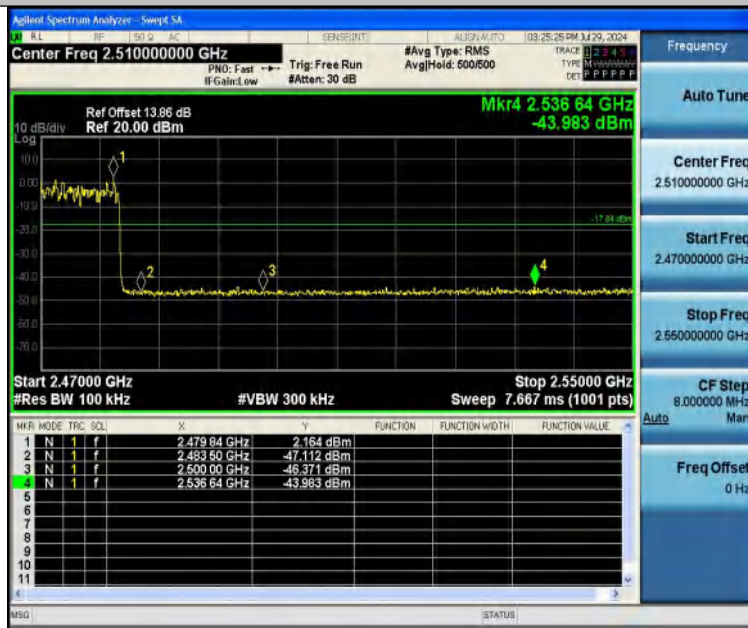 Agilent Spectrum Analyzer - Swept SA
RL RF 50 Ω AC SENSE:INT ALIGN AUTO 03:25:25 PM Jul 29, 2024
Center Freq 2.510000000 GHz
PNO: Fast
IFGain:Low
Trig: Free Run
#Atten: 30 dB
#Avg Type: RMS
Avg|Hold: 500/500
TRACE 1 2 3 4 5
TYPE M
DET P P P P P P
Ref Offset 13.86 dB
10 dB/div Ref 20.00 dBm
Log
Mkr4 2.536 64 GHz
-43.983 dBm
10.0
0.00
-10.0
-20.0
-30.0
-40.0
-50.0
-60.0
-70.0
1
2
3
4
-17.84 dBm
Start 2.47000 GHz Stop 2.55000 GHz
#Res BW 100 kHz #VBW 300 kHz Sweep 7.667 ms (1001 pts)
MKR MODE TRC SCL X Y FUNCTION FUNCTION WIDTH FUNCTION VALUE
1 N 1 f 2.479 84 GHz 2.164 dBm
2 N 1 f 2.483 50 GHz -47.112 dBm
3 N 1 f 2.500 00 GHz -46.371 dBm
4 N 1 f 2.536 64 GHz -43.983 dBm
5
6
7
8
9
10
11
MSG STATUS
Frequency
Auto Tune
Center Freq
2.510000000 GHz
Start Freq
2.470000000 GHz
Stop Freq
2.550000000 GHz
CF Step
8.000000 MHz
Auto Man
Freq Offset
0 Hz